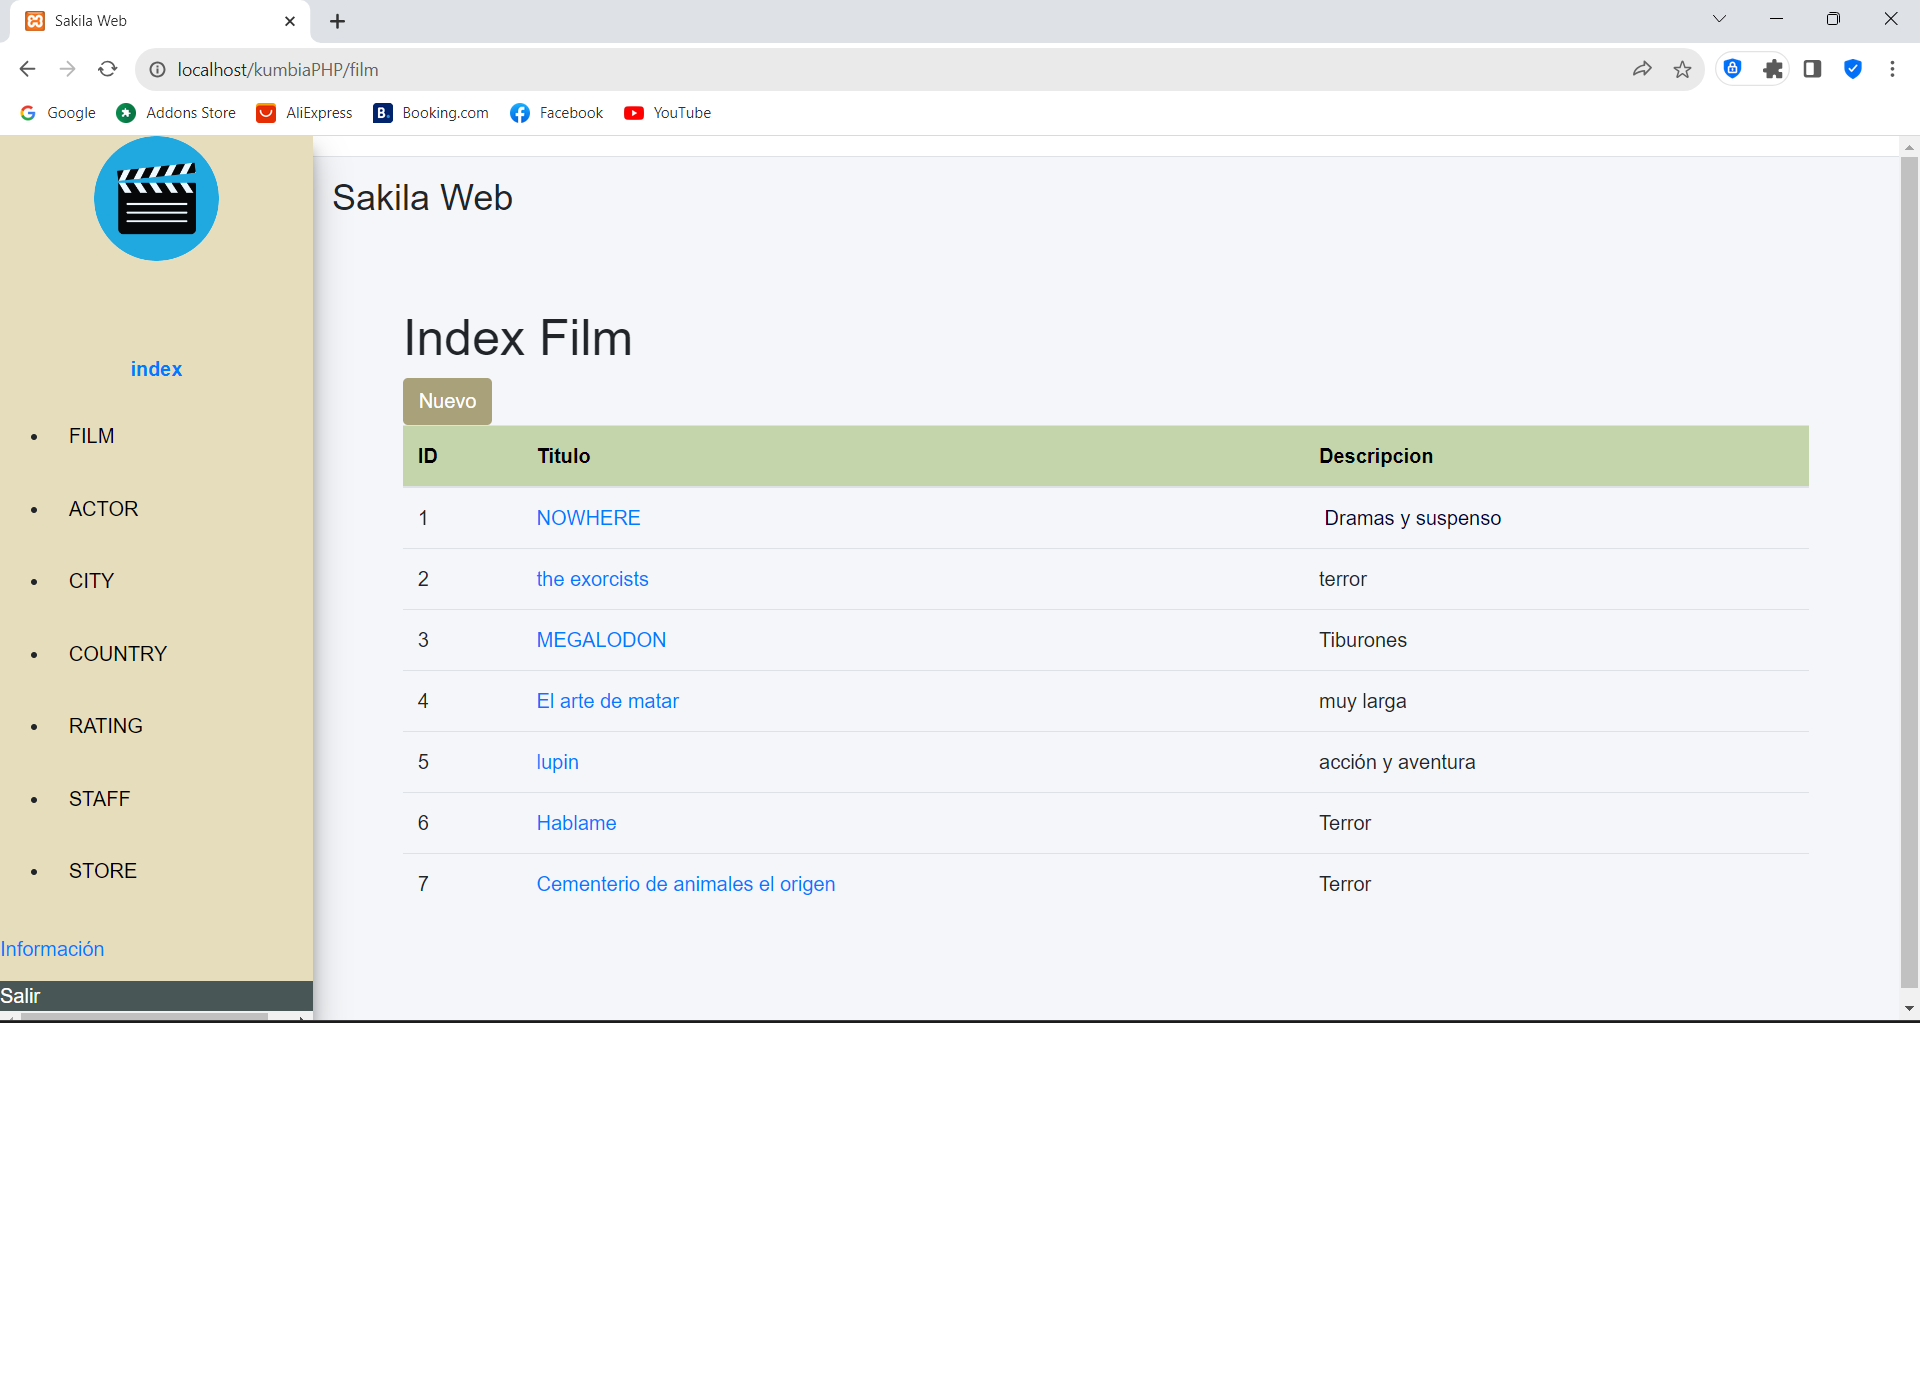 Sakila Web
localhost/kumbiaPHP/film
Google Addons Store AliExpress B. Booking.com Facebook YouTube
Sakila Web
index
FILM
ACTOR
CITY
COUNTRY
RATING
STAFF
STORE
Información
Salir
Index Film
Nuevo
ID Titulo Descripcion
1 NOWHERE Dramas y suspenso
2 the exorcists terror
3 MEGALODON Tiburones
4 El arte de matar muy larga
5 lupin acción y aventura
6 Hablame Terror
7 Cementerio de animales el origen Terror